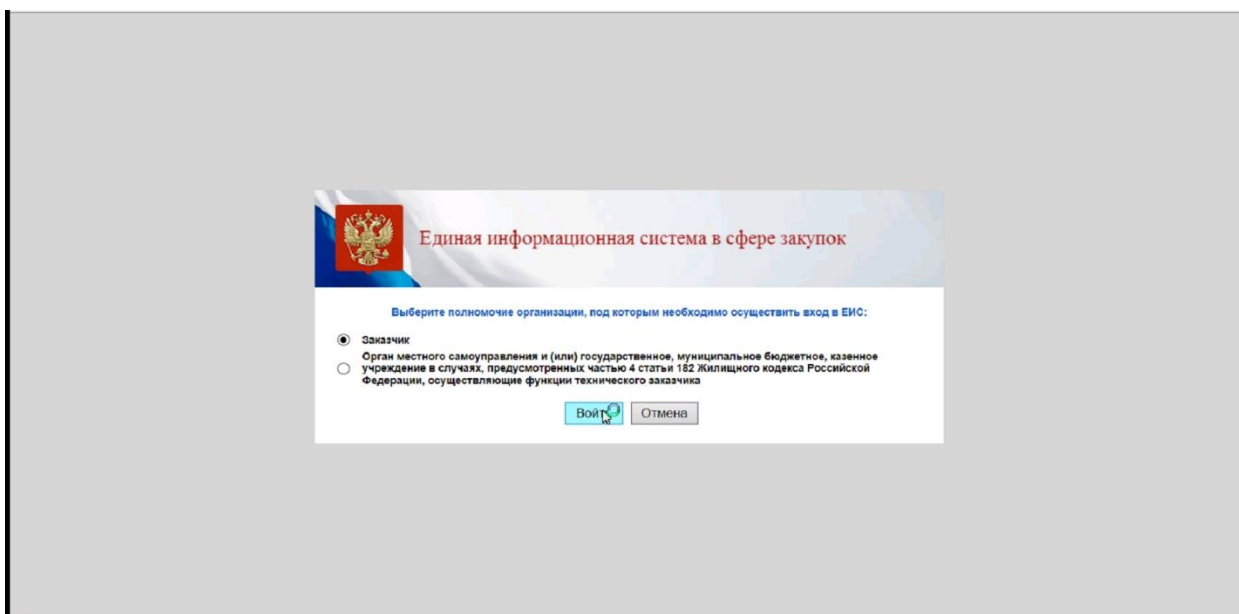 Единая информационная система в сфере закупок
Выберите полномочие организации, под которым необходимо осуществить вход в ЕИС:
Заказчик
Орган местного самоуправления и (или) государственное, муниципальное бюджетное, казенное
учреждение в случаях, предусмотренных частью 4 статьи 182 Жилищного кодекса Российской
Федерации, осуществляющие функции технического заказчика
Войти Отмена